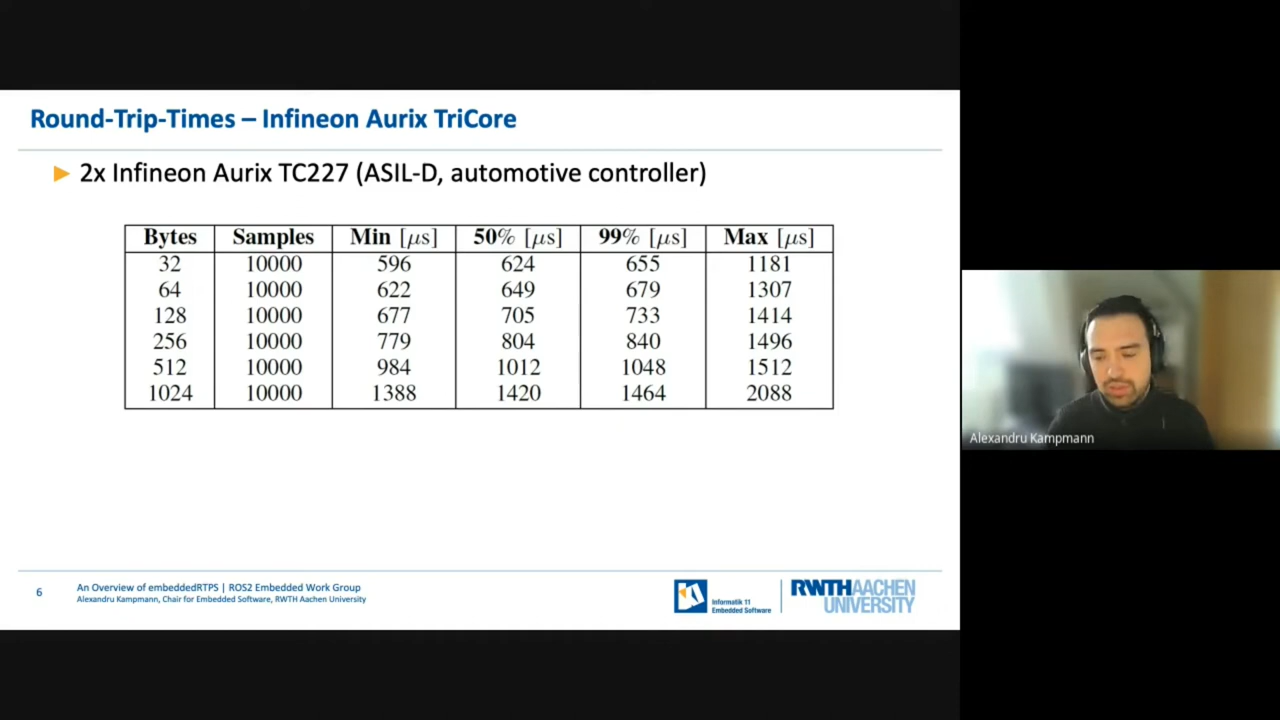 Round-Trip-Times – Infineon Aurix TriCore
► 2x Infineon Aurix TC227 (ASIL-D, automotive controller)
Bytes Samples Min [μs] 50% [μs] 99% [μs] Max [μs]
32 10000 596 624 655 1181
64 10000 622 649 679 1307
128 10000 677 705 733 1414
256 10000 779 804 840 1496
512 10000 984 1012 1048 1512
1024 10000 1388 1420 1464 2088
Alexandru Kampmann
6
An Overview of embeddedRTPS | ROS2 Embedded Work Group
Alexandru Kampmann, Chair for Embedded Software, RWTH Aachen University
Informatik 11
Embedded Software
RWTH AACHEN
UNIVERSITY